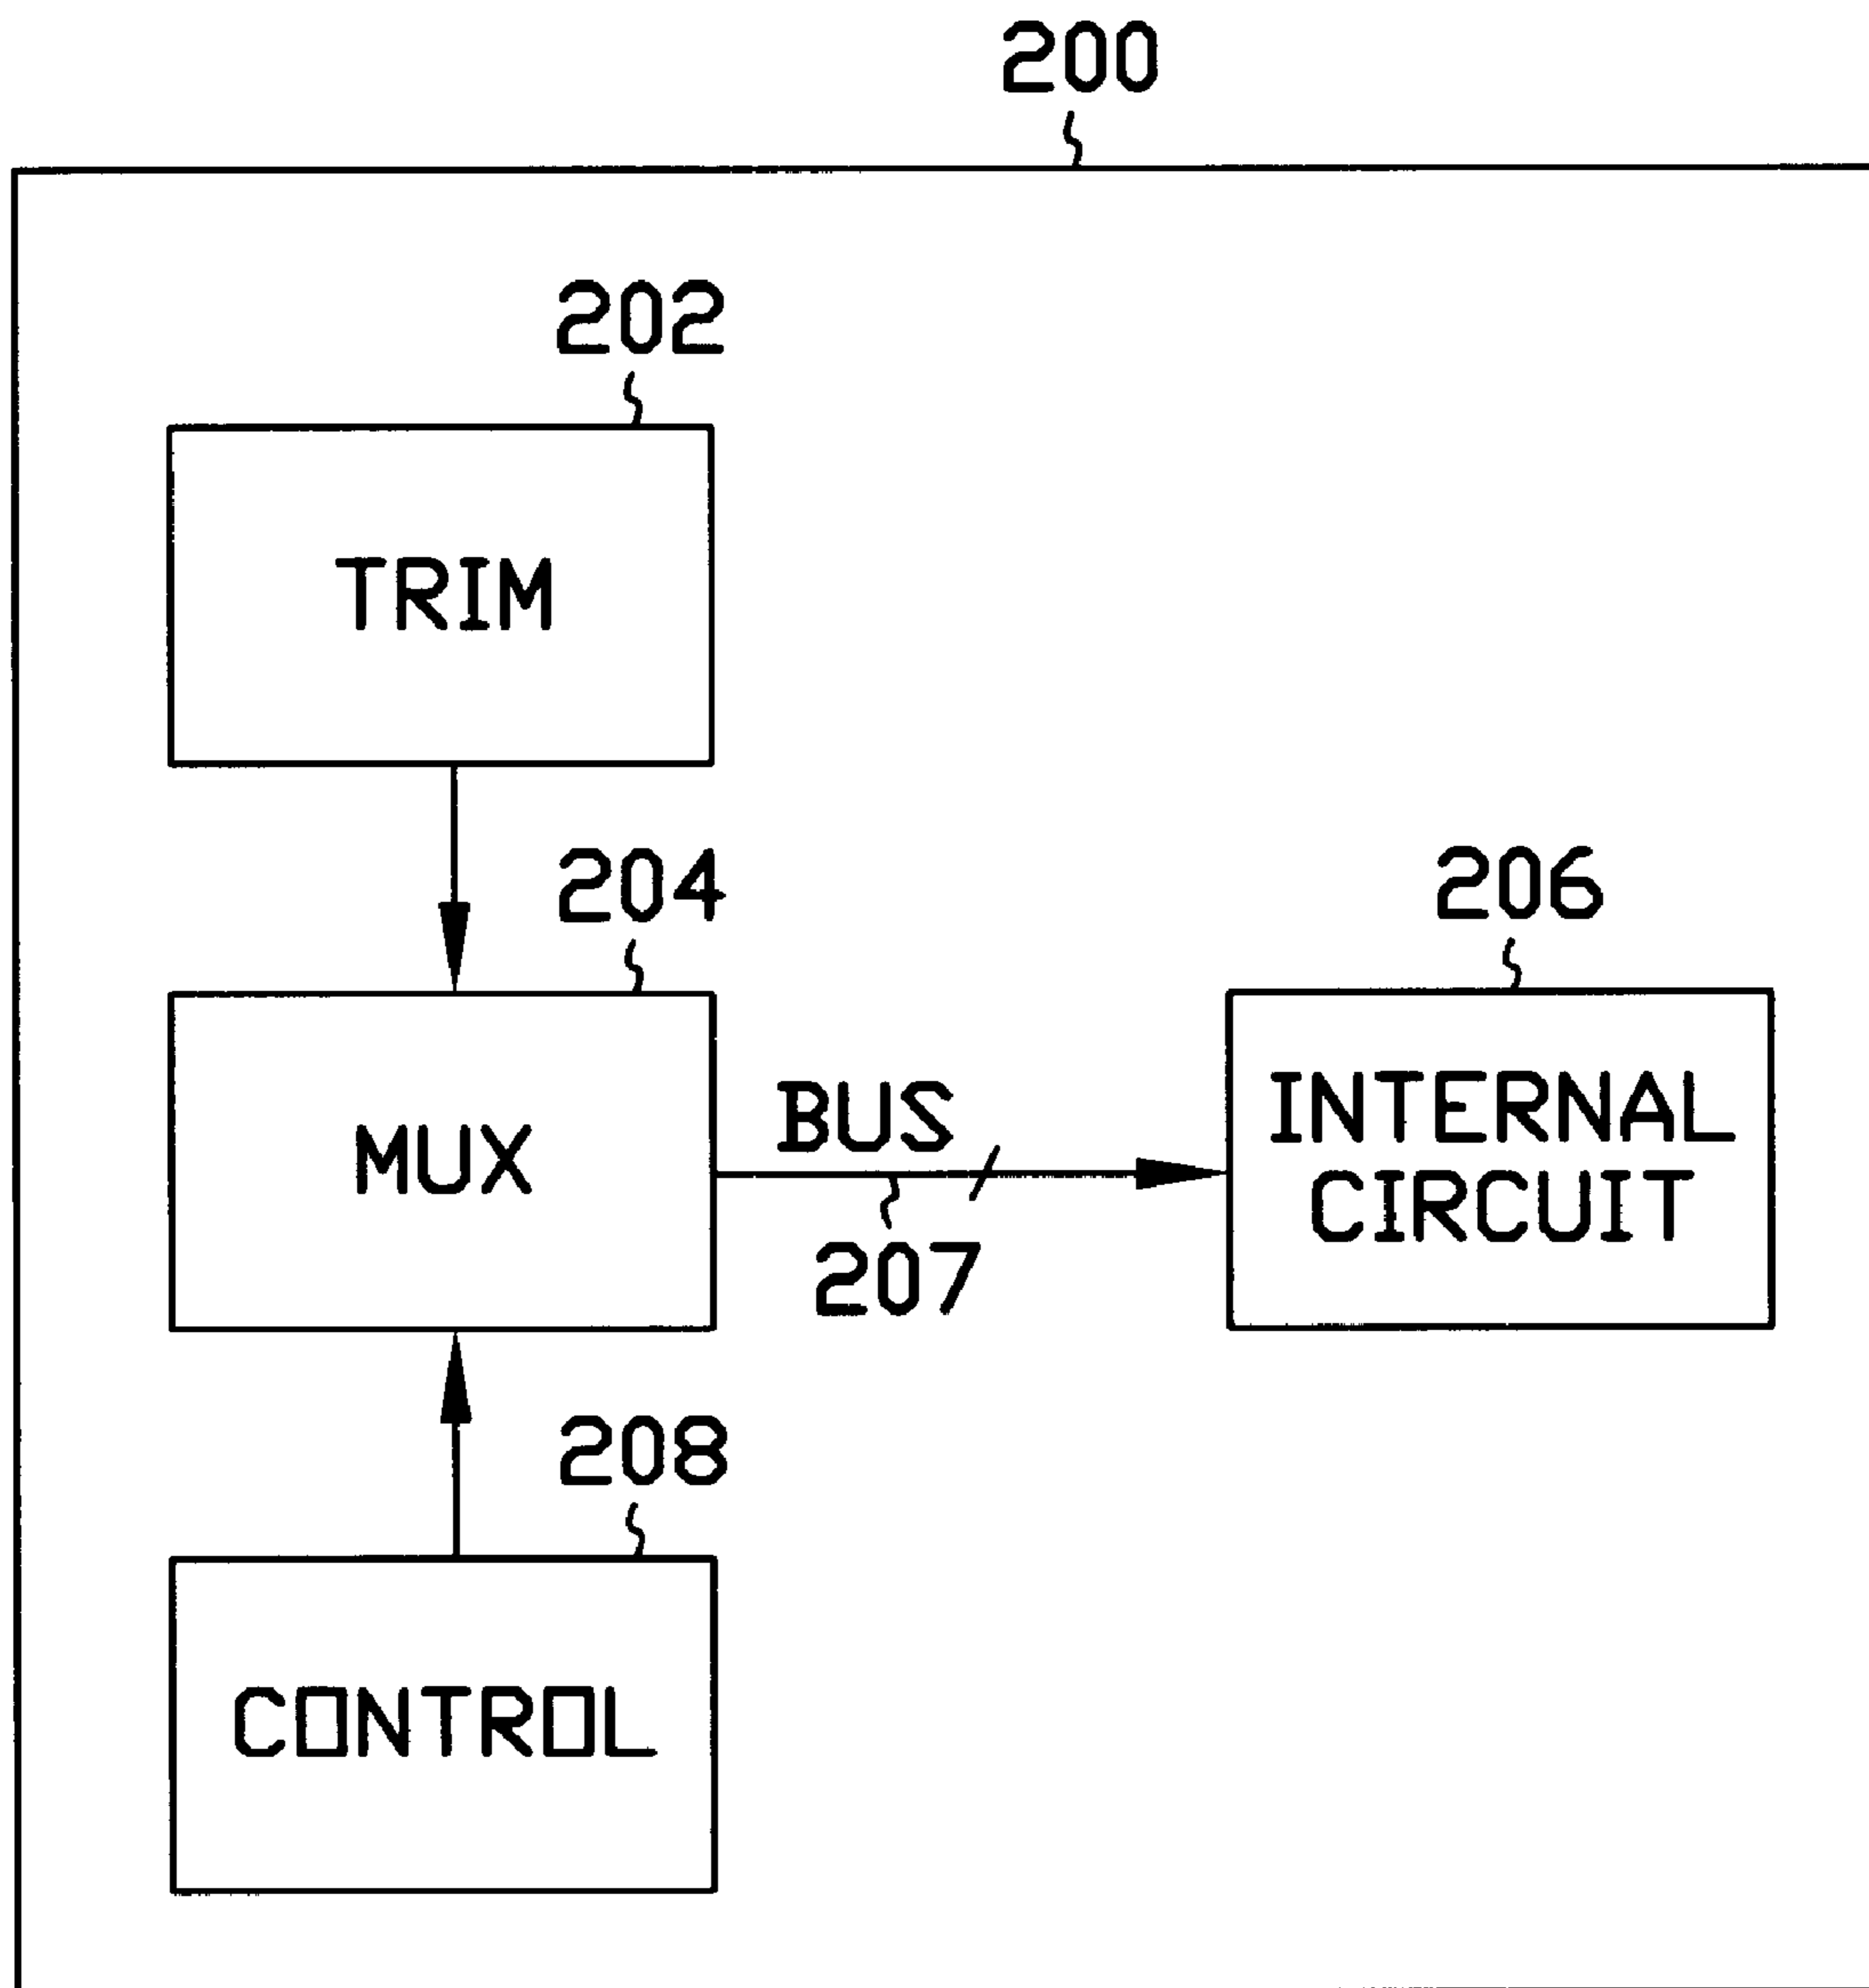 200
202
TRIM
204
206
MUX
BUS
INTERNAL
CIRCUIT
207
208
CONTROL